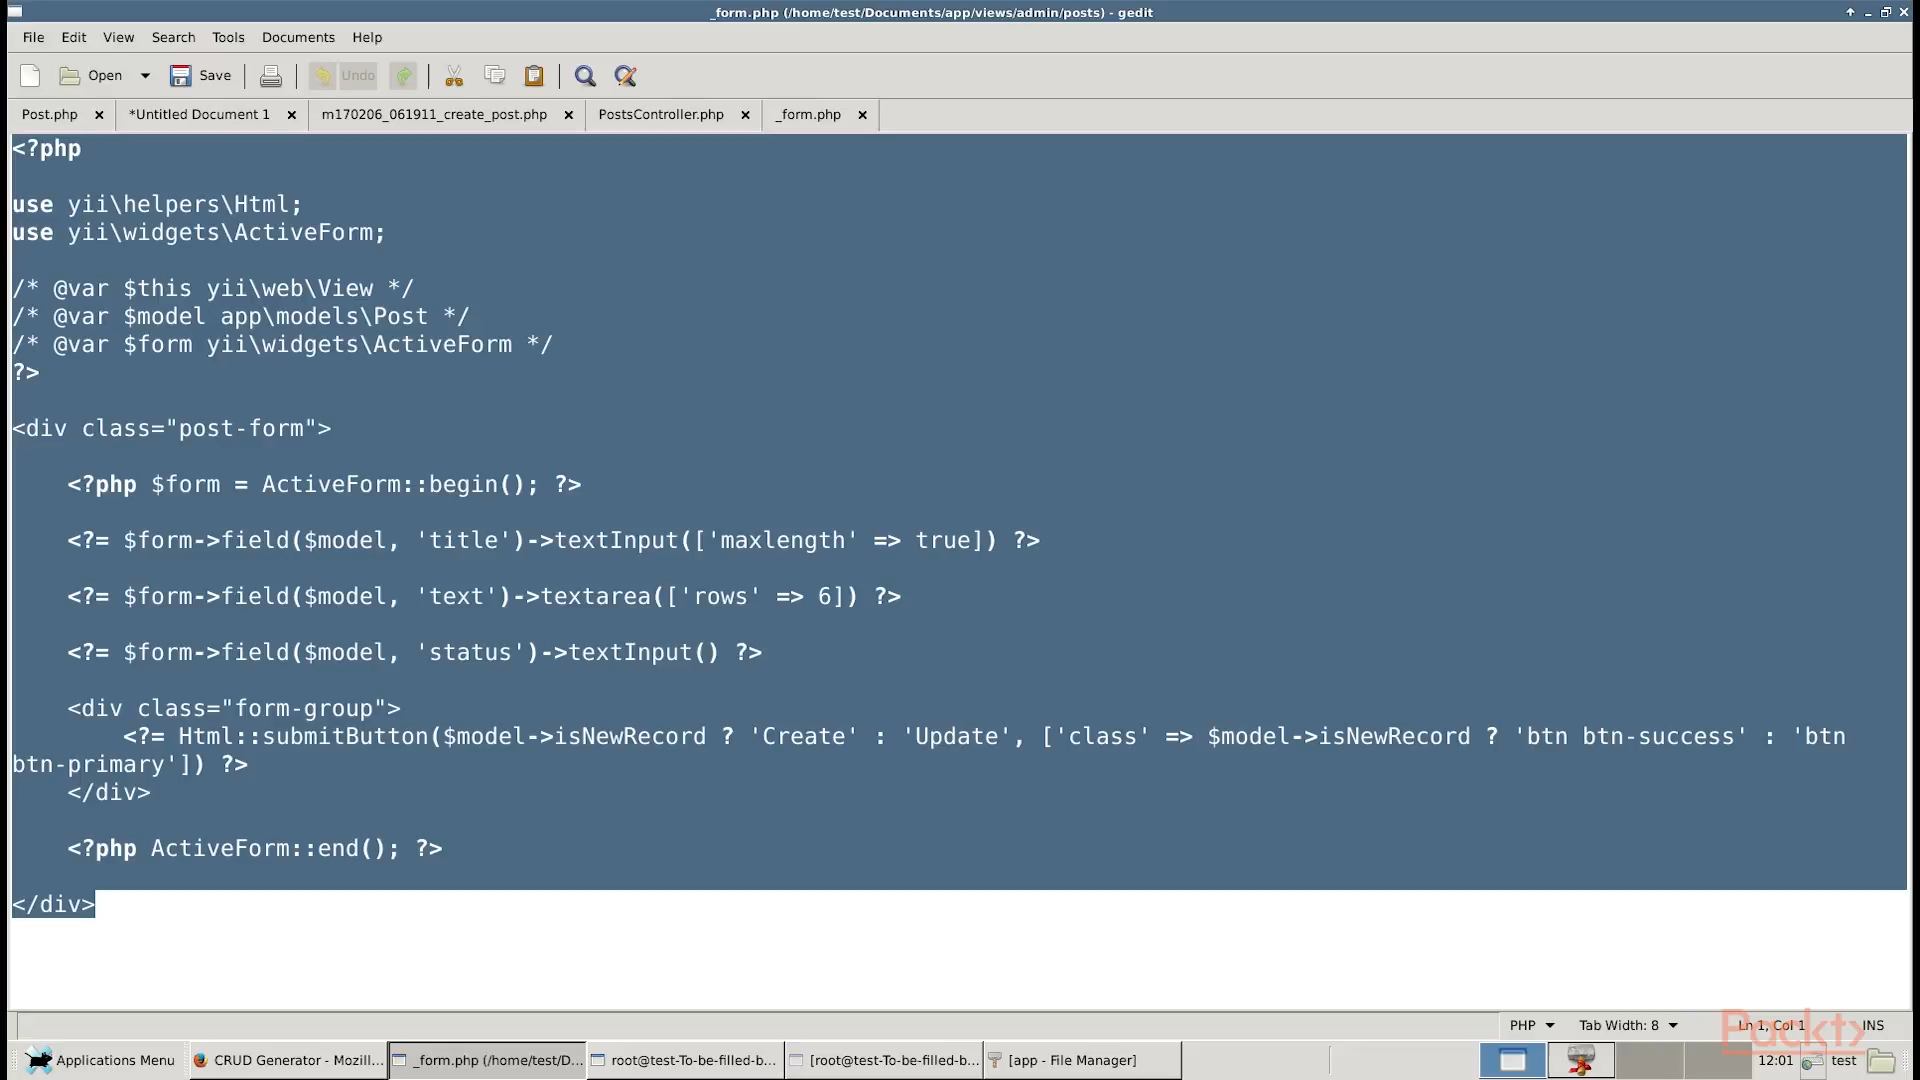 _form.php (/home/test/Documents/app/views/admin/posts) - gedit
File Edit View Search Tools Documents Help
Open Save Undo
Post.php *Untitled Document 1 m170206_061911_create_post.php PostsController.php _form.php
<?php
use yii\helpers\Html;
use yii\widgets\ActiveForm;
/* @var $this yii\web\View */
/* @var $model app\models\Post */
/* @var $form yii\widgets\ActiveForm */
?>
<div class="post-form">
<?php $form = ActiveForm::begin(); ?>
<?= $form->field($model, 'title')->textInput(['maxlength' => true]) ?>
<?= $form->field($model, 'text')->textarea(['rows' => 6]) ?>
<?= $form->field($model, 'status')->textInput() ?>
<div class="form-group">
<?= Html::submitButton($model->isNewRecord ? 'Create' : 'Update', ['class' => $model->isNewRecord ? 'btn btn-success' : 'btn
btn-primary']) ?>
</div>
<?php ActiveForm::end(); ?>
</div>
PHP Tab Width: 8 Ln 1, Col 1 INS
Packt>
Applications Menu CRUD Generator - Mozill... _form.php (/home/test/D... root@test-To-be-filled-b... [root@test-To-be-filled-b... [app - File Manager] 12:01 test